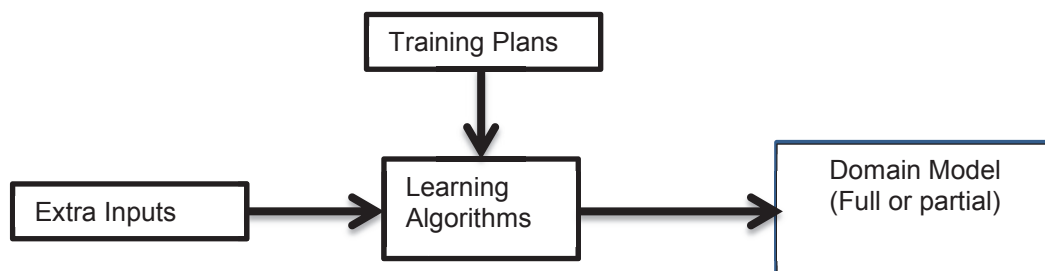 Training Plans
Extra Inputs
Learning
Algorithms
Domain Model
(Full or partial)